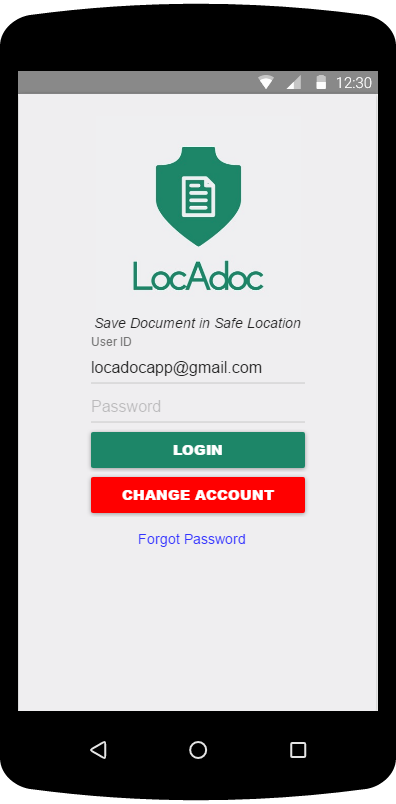 12:30
LocAdoc
Save Document in Safe Location
User ID
locadocapp@gmail.com
Password
LOGIN
CHANGE ACCOUNT
Forgot Password